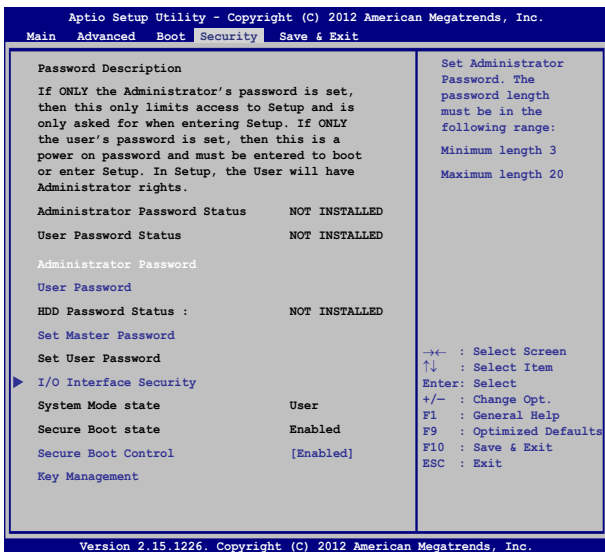 Aptio Setup Utility - Copyright (C) 2012 American Megatrends, Inc.
Main Advanced Boot Security Save & Exit
Password Description
If ONLY the Administrator's password is set,
then this only limits access to Setup and is
only asked for when entering Setup. If ONLY
the user's password is set, then this is a
power on password and must be entered to boot
or enter Setup. In Setup, the User will have
Administrator rights.
Administrator Password Status NOT INSTALLED
User Password Status NOT INSTALLED
Administrator Password
User Password
HDD Password Status : NOT INSTALLED
Set Master Password
Set User Password
I/O Interface Security
System Mode state User
Secure Boot state Enabled
Secure Boot Control [Enabled]
Key Management
Set Administrator
Password. The
password length
must be in the
following range:
Minimum length 3
Maximum length 20
→← : Select Screen
↑↓ : Select Item
Enter: Select
+/— : Change Opt.
F1 : General Help
F9 : Optimized Defaults
F10 : Save & Exit
ESC : Exit
Version 2.15.1226. Copyright (C) 2012 American Megatrends, Inc.